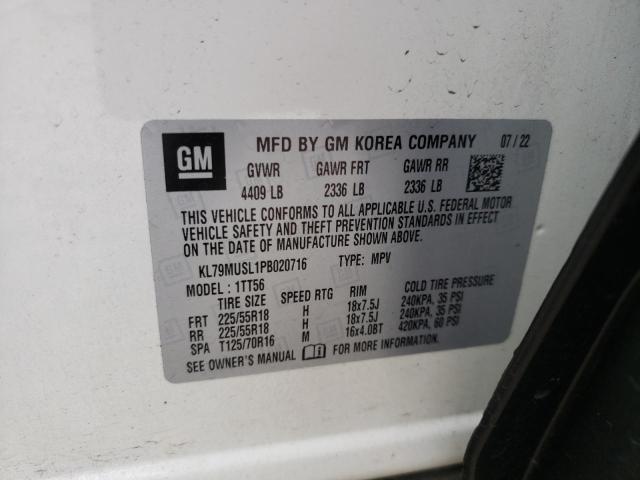 GM
MFD BY GM KOREA COMPANY 07/22
GVWR GAWR FRT GAWR RR
4409 LB 2336 LB 2336 LB
THIS VEHICLE CONFORMS TO ALL APPLICABLE U.S. FEDERAL MOTOR
VEHICLE SAFETY AND THEFT PREVENTION STANDARDS IN EFFECT
ON THE DATE OF MANUFACTURE SHOWN ABOVE.
KL79MUSL1PB020716 TYPE: MPV
MODEL: 1TT56
TIRE SIZE SPEED RTG RIM COLD TIRE PRESSURE
FRT 225/55R18 H 18x7.5J 240KPA, 35 PSI
RR 225/55R18 H 18x7.5J 240KPA, 35 PSI
SPA T125/70R16 M 16x4.0BT 420KPA, 60 PSI
SEE OWNER'S MANUAL FOR MORE INFORMATION.